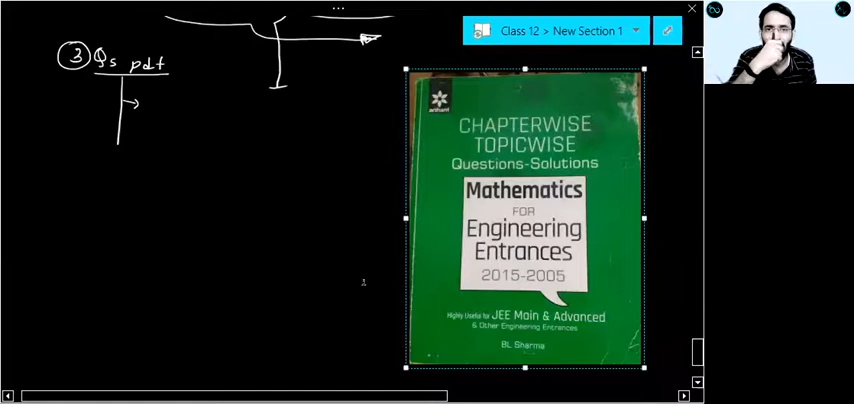 ...
Class 12 > New Section 1
3 Qs pdf
arihant
CHAPTERWISE
TOPICWISE
Questions-Solutions
Mathematics
FOR
Engineering
Entrances
2015-2005
Highly Useful for JEE Main & Advanced
& Other Engineering Entrances
BL Sharma